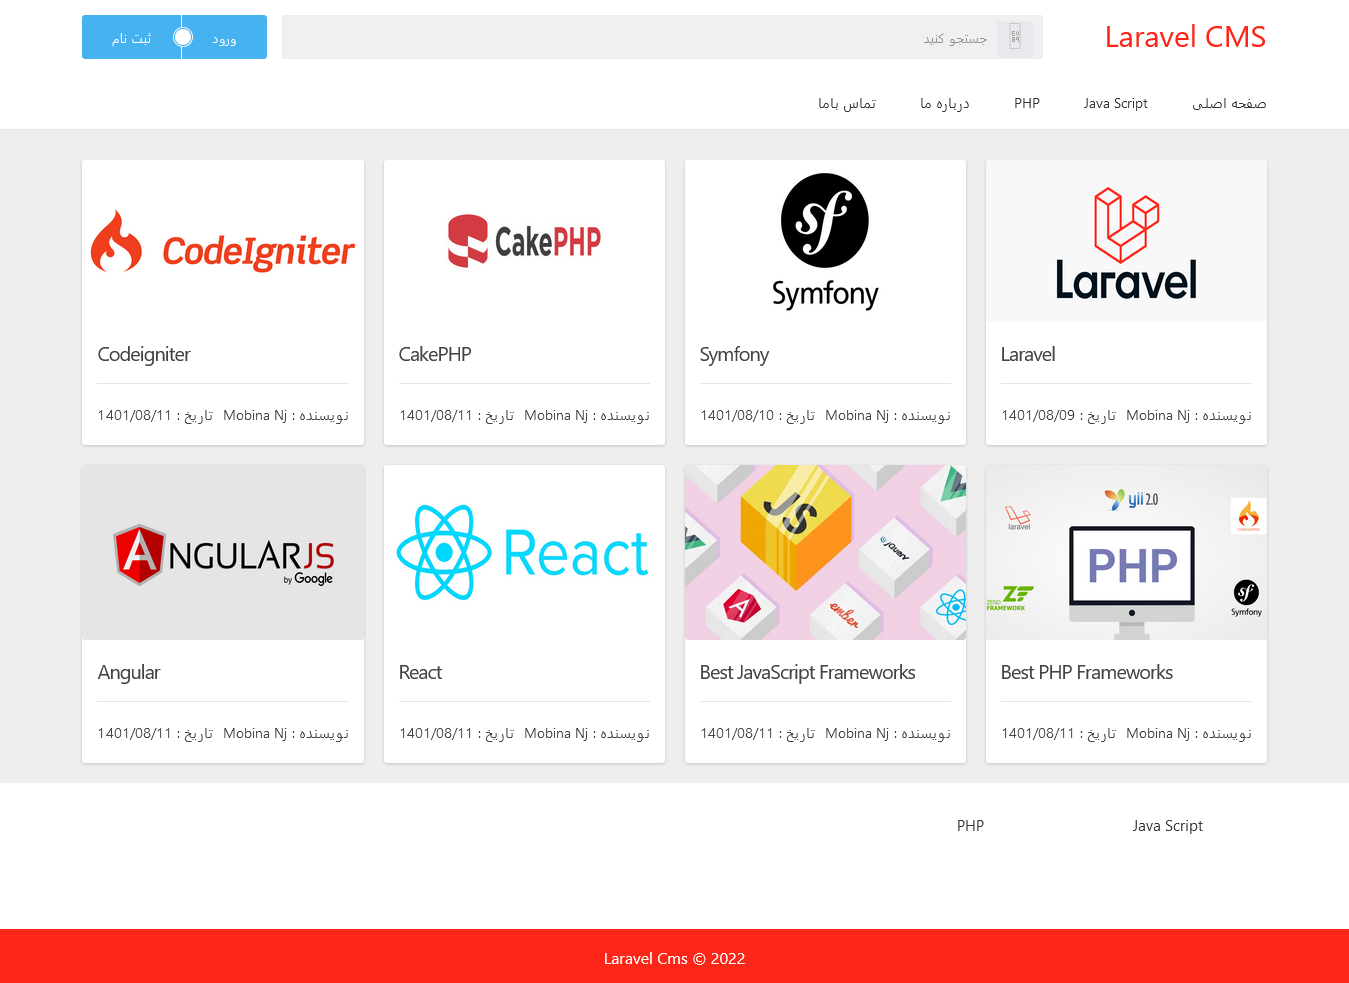 Laravel CMS
جستجو کنید
ورود
ثبت نام
صفحه اصلی
Java Script
PHP
درباره ما
تماس باما
Laravel
Laravel
نویسنده : Mobina Nj
تاریخ : 1401/08/09
sf
Symfony
Symfony
نویسنده : Mobina Nj
تاریخ : 1401/08/10
CakePHP
CakePHP
نویسنده : Mobina Nj
تاریخ : 1401/08/11
CodeIgniter
Codeigniter
نویسنده : Mobina Nj
تاریخ : 1401/08/11
yii 2.0
laravel
PHP
ZF
ZEND FRAMEWORK
sf
Symfony
Best PHP Frameworks
نویسنده : Mobina Nj
تاریخ : 1401/08/11
JS
jQuery
A
ember
Best JavaScript Frameworks
نویسنده : Mobina Nj
تاریخ : 1401/08/11
React
React
نویسنده : Mobina Nj
تاریخ : 1401/08/11
ANGULARJS
by Google
Angular
نویسنده : Mobina Nj
تاریخ : 1401/08/11
Java Script
PHP
Laravel Cms © 2022